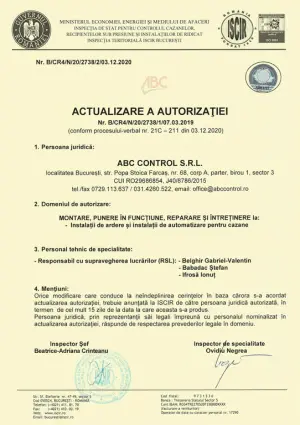 GUVERNUL ROMÂNIEI
MINISTERUL ECONOMIEI, ENERGIEI ȘI MEDIULUI DE AFACERI
INSPECȚIA DE STAT PENTRU CONTROLUL CAZANELOR,
RECIPIENTELOR SUB PRESIUNE ȘI INSTALAȚIILOR DE RIDICAT
INSPECȚIA TERITORIALĂ ISCIR BUCUREȘTI
ISCIR
Nr. B/CR4/N/20/2738/2/03.12.2020
ABC
ACTUALIZARE A AUTORIZAŢIEI
Nr. B/CR4/N/20/2738/1/07.03.2019
(conform procesului-verbal nr. 21C – 211 din 03.12.2020)
1. Persoana juridică:
ABC CONTROL S.R.L.
localitatea București, str. Popa Stoica Farcaș, nr. 68, corp A, parter, birou 1, sector 3
CUI RO29686854, J40/8786/2015
tel./fax 0729.113.637 / 031.4260.522, email: office@abccontrol.ro
2. Domeniul de autorizare:
MONTARE, PUNERE ÎN FUNCȚIUNE, REPARARE ȘI ÎNTREȚINERE la:
- Instalații de ardere și instalații de automatizare pentru cazane
3. Personal tehnic de specialitate:
- Responsabil cu supravegherea lucrărilor (RSL): - Belghir Gabriel-Valentin
- Babadac Ștefan
- Ifrosă Ionuț
4. Mențiuni:
Orice modificare care conduce la neîndeplinirea cerințelor în baza cărora s-a acordat
actualizarea autorizației, trebuie anunțată la ISCIR de către persoana juridică autorizată, în
termen de cel mult 15 zile de la data la care aceasta s-a produs.
Persoana juridică, prin reprezentanții săi legali împreună cu personalul nominalizat în
actualizarea autorizației, răspunde de respectarea prevederilor legale în domeniu.
Inspector Șef
Beatrice-Adriana Crînteanu
Inspector de specialitate
Ovidiu Negrea